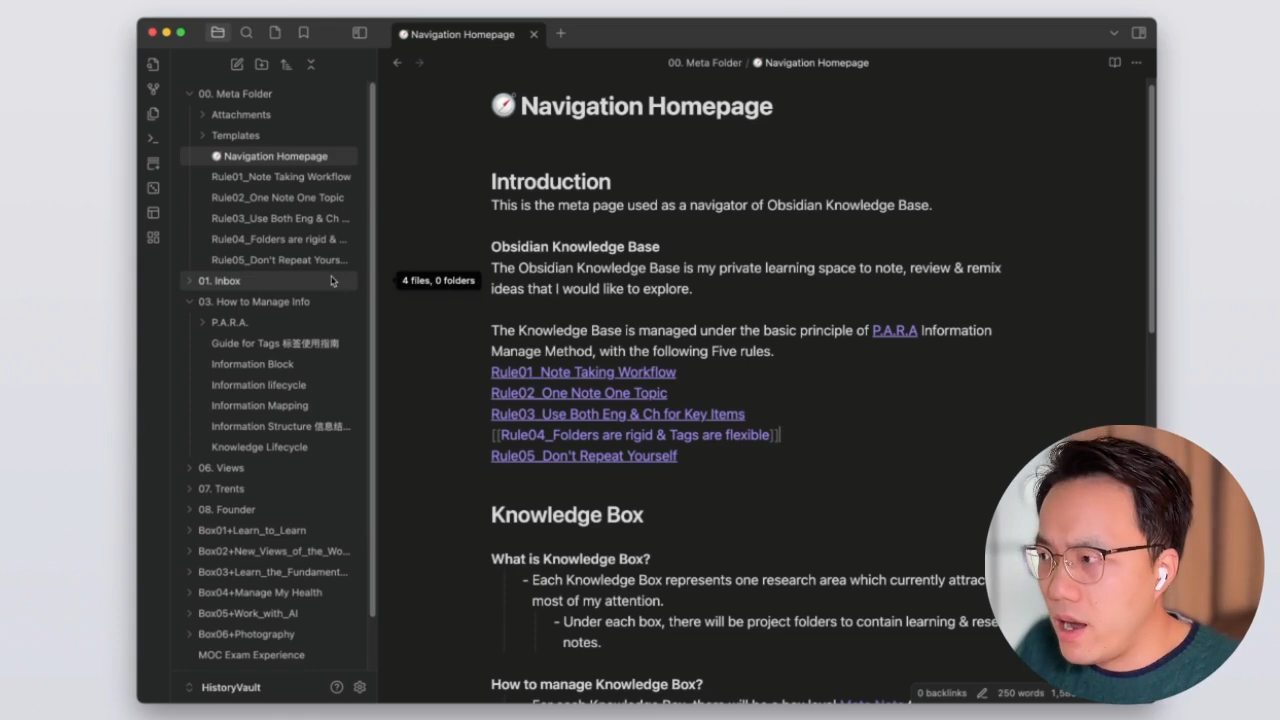 Navigation Homepage
00. Meta Folder / Navigation Homepage
00. Meta Folder
Attachments
Templates
Navigation Homepage
Rule01_Note Taking Workflow
Rule02_One Note One Topic
Rule03_Use Both Eng & Ch ...
Rule04_Folders are rigid & ...
Rule05_Don't Repeat Yours...
01. Inbox
4 files, 0 folders
03. How to Manage Info
P.A.R.A.
Guide for Tags 标签使用指南
Information Block
Information lifecycle
Information Mapping
Information Structure 信息结...
Knowledge Lifecycle
06. Views
07. Trents
08. Founder
Box01+Learn_to_Learn
Box02+New_Views_of_the_Wo...
Box03+Learn_the_Fundament...
Box04+Manage My Health
Box05+Work_with_AI
Box06+Photography
MOC Exam Experience
HistoryVault
Navigation Homepage
Introduction
This is the meta page used as a navigator of Obsidian Knowledge Base.
Obsidian Knowledge Base
The Obsidian Knowledge Base is my private learning space to note, review & remix
ideas that I would like to explore.
The Knowledge Base is managed under the basic principle of P.A.R.A Information
Manage Method, with the following Five rules.
Rule01_Note Taking Workflow
Rule02_One Note One Topic
Rule03_Use Both Eng & Ch for Key Items
[[Rule04_Folders are rigid & Tags are flexible]]
Rule05_Don't Repeat Yourself
Knowledge Box
What is Knowledge Box?
- Each Knowledge Box represents one research area which currently attrac
most of my attention.
- Under each box, there will be project folders to contain learning & rese
notes.
How to manage Knowledge Box?
0 backlinks
250 words